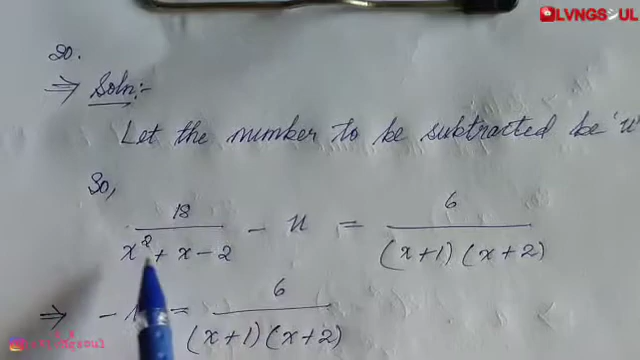 LVNGSOUL
20.
⇒ Soln:-
Let the number to be subtracted be 'u
So,
18/(x²+x-2) - u = 6/((x+1)(x+2))
⇒ - = 6/((x+1)(x+2))